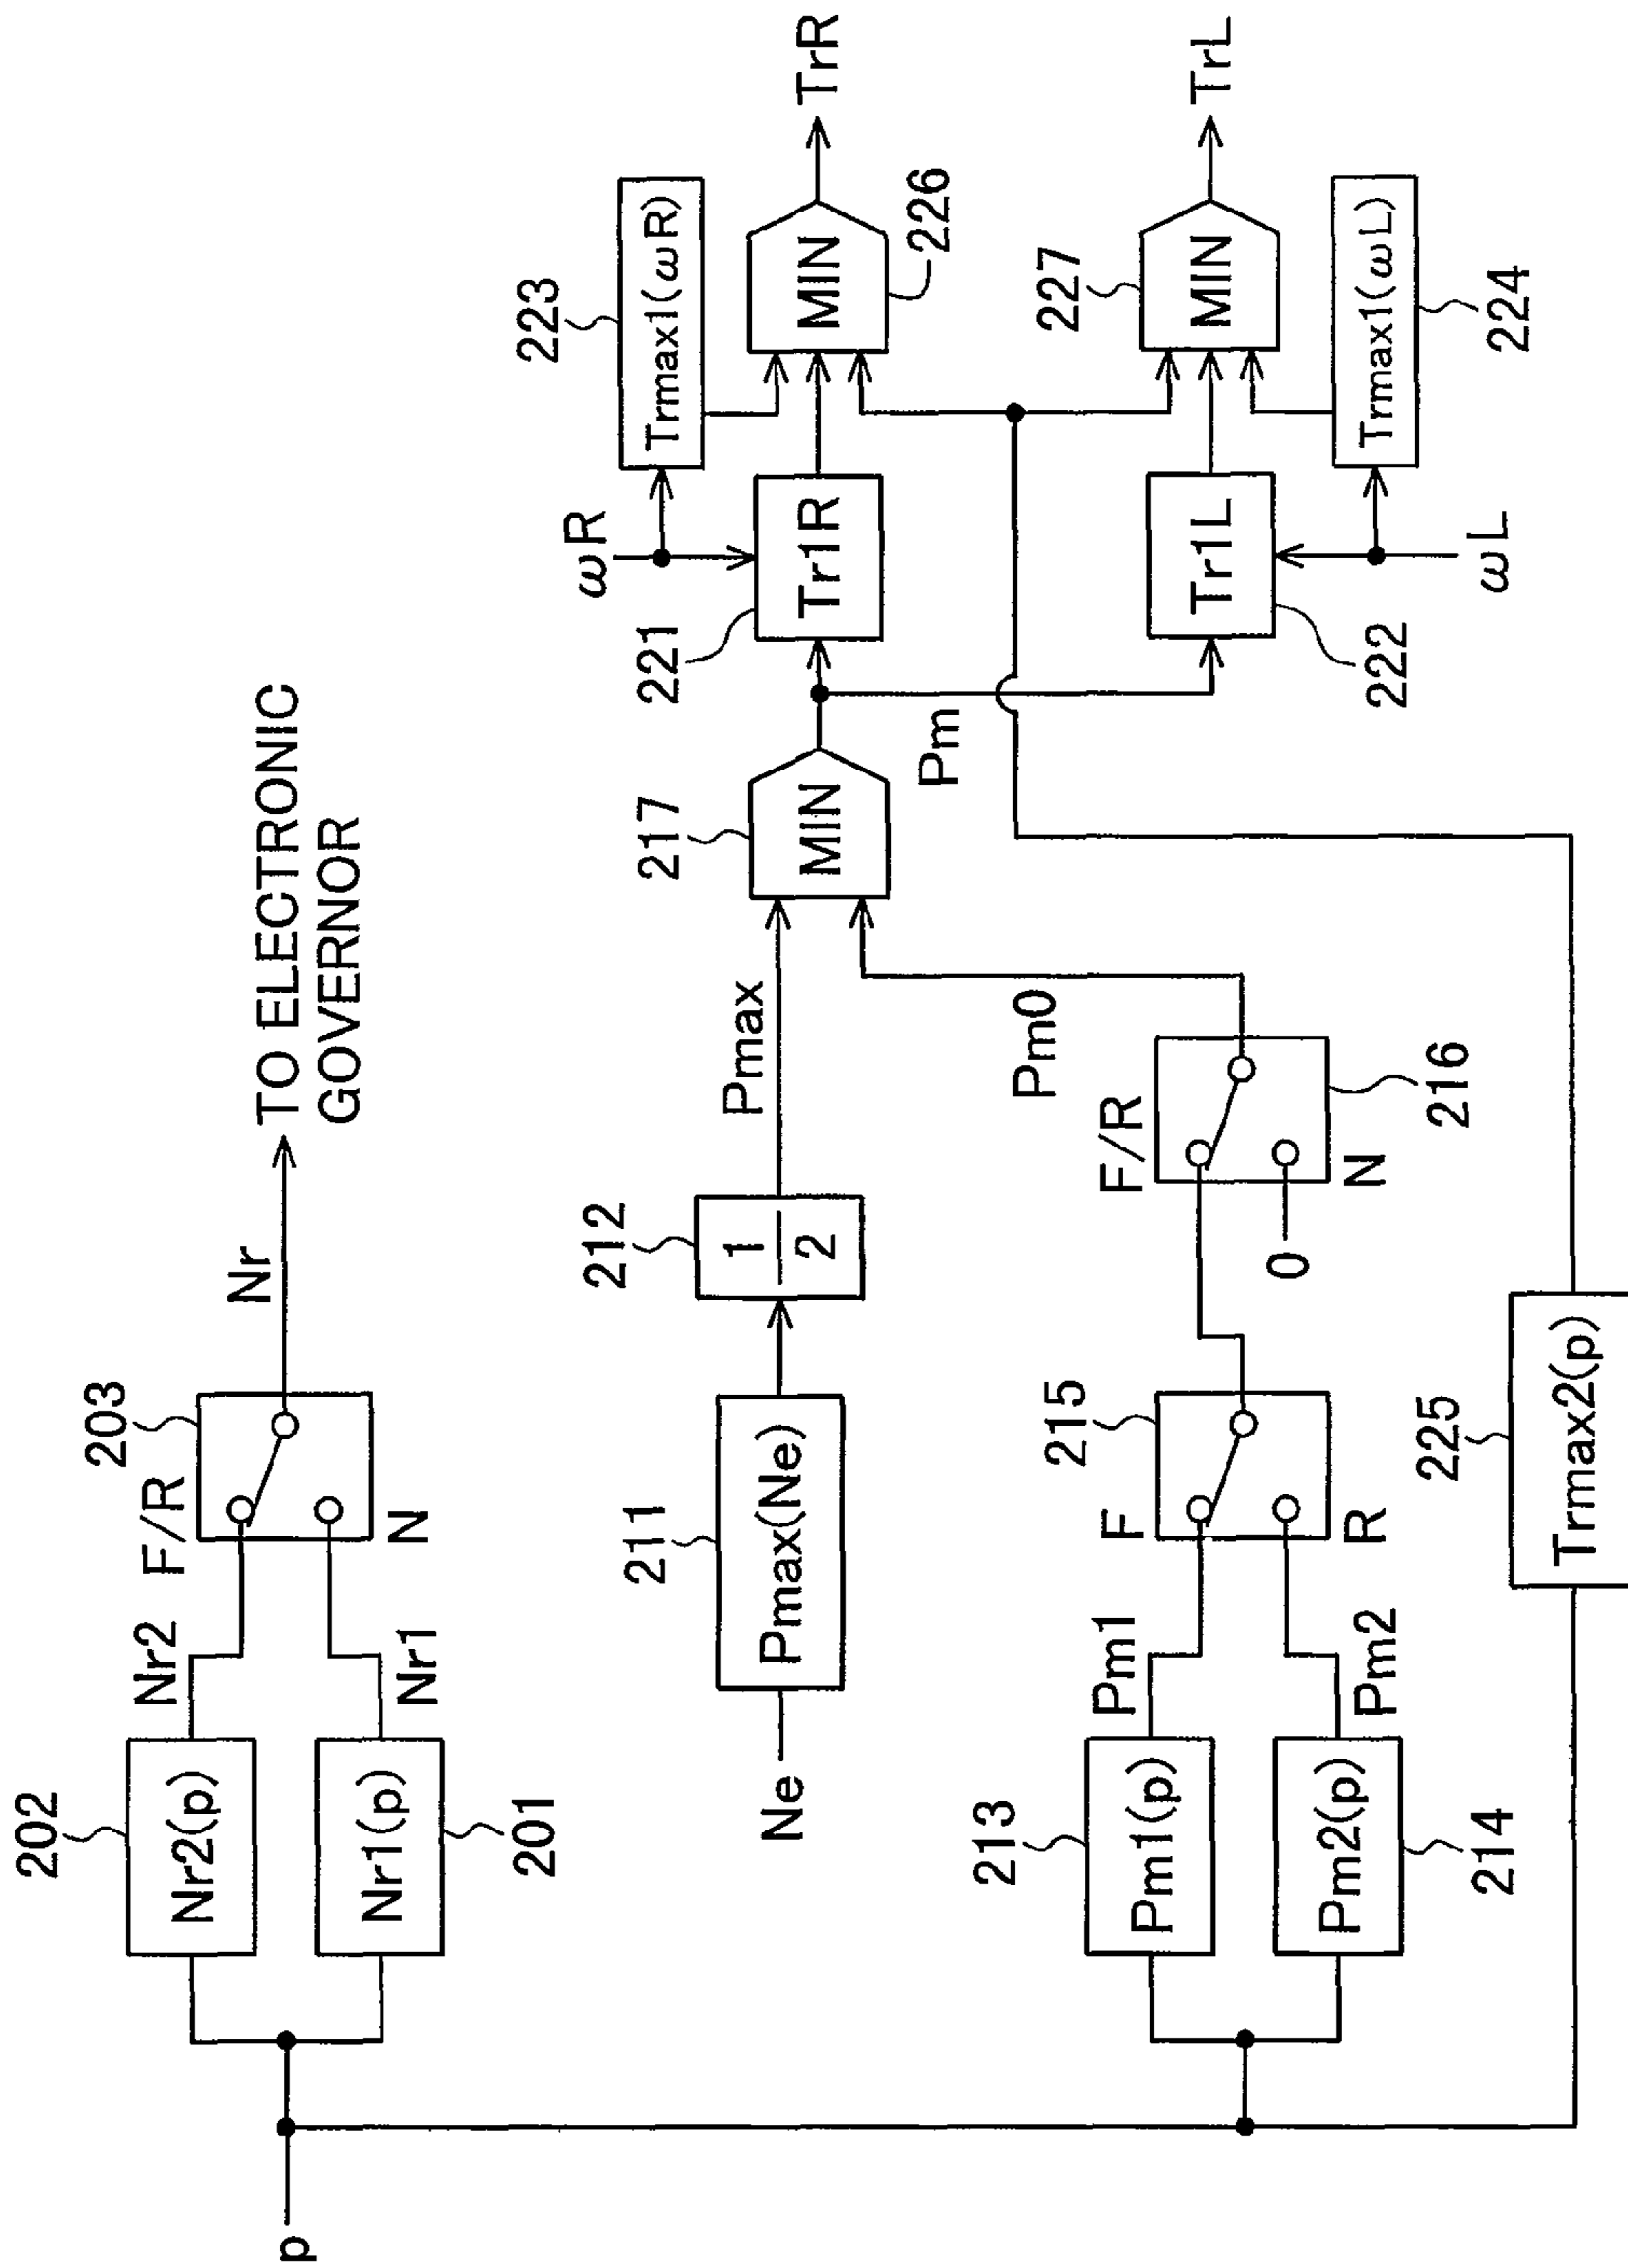 p
202
Nr2(p)
Nr1(p)
201
Nr2
Nr1
203
F/R
N
Nr
TO ELECTRONIC
GOVERNOR
Ne
211
Pmax(Ne)
212
1
2
Pmax
213
Pm1(p)
Pm2(p)
214
Pm1
Pm2
215
F
R
F/R
N
0
216
Pm0
217
MIN
Pm
225
Trmax2(p)
221
Tr1R
ωR
223
Trmax1(ωR)
MIN
226
TrR
Tr1L
222
ωL
227
MIN
Trmax1(ωL)
224
TrL